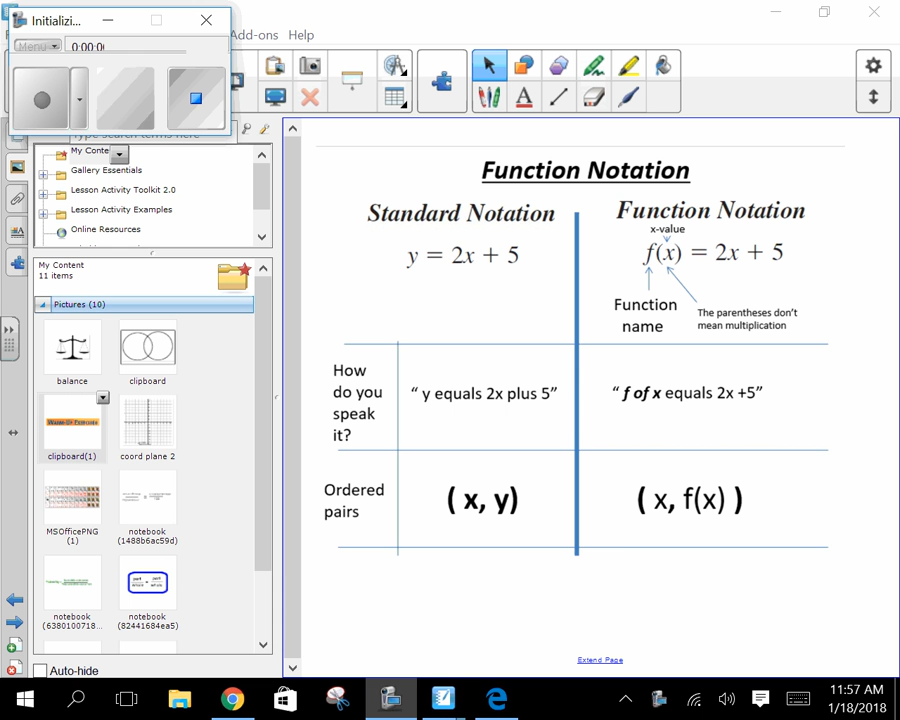 Initializi...
Menu
0:00:0
Add-ons Help
Type search terms here
My Conte
Gallery Essentials
Lesson Activity Toolkit 2.0
Lesson Activity Examples
Online Resources
My Content
11 items
Pictures (10)
balance
clipboard
clipboard(1)
coord plane 2
MSOfficePNG
(1)
notebook
(1488b6ac59d)
notebook
(6380100718...
notebook
(82441684ea5)
Auto-hide
Function Notation
Standard Notation
y = 2x + 5
Function Notation
x-value
f(x) = 2x + 5
Function
name
The parentheses don't
mean multiplication
How
do you
speak
it?
“ y equals 2x plus 5”
“ f of x equals 2x +5”
Ordered
pairs
( x, y)
( x, f(x) )
Extend Page
11:57 AM
1/18/2018